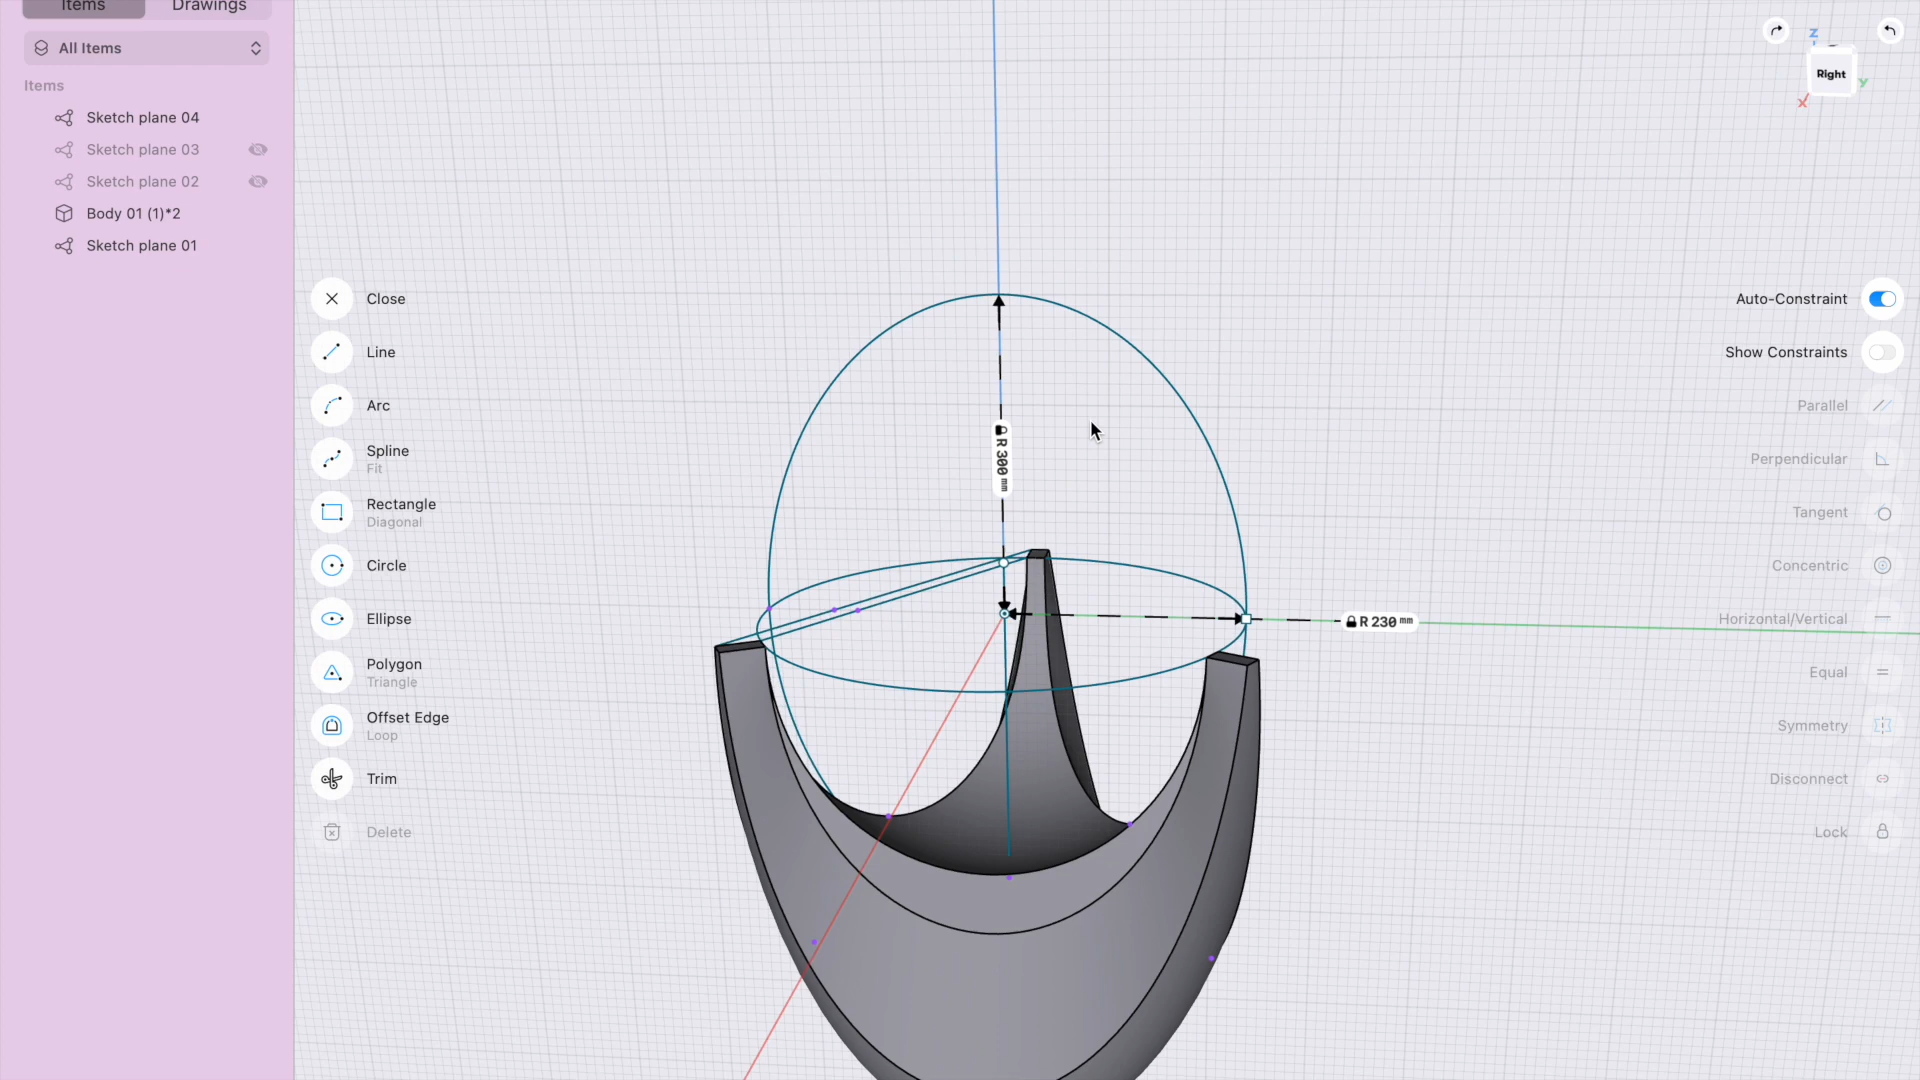 Items
Drawings
All Items
Items
Sketch plane 04
Sketch plane 03
Sketch plane 02
Body 01 (1)*2
Sketch plane 01
Close
Line
Arc
Spline
Fit
Rectangle
Diagonal
Circle
Ellipse
Polygon
Triangle
Offset Edge
Loop
Trim
Delete
R 300 mm
R 230 mm
Z
Right
Y
X
Auto-Constraint
Show Constraints
Parallel
Perpendicular
Tangent
Concentric
Horizontal/Vertical
Equal
Symmetry
Disconnect
Lock